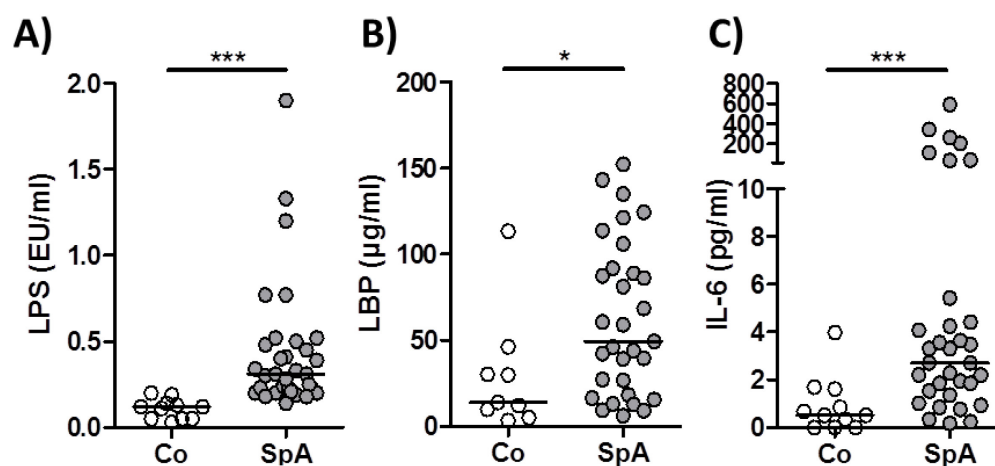 A)
***
LPS (EU/ml)
2.0
1.5
1.0
0.5
0.0
Co SpA
B)
*
LBP (µg/ml)
200
150
100
50
0
Co SpA
C)
***
IL-6 (pg/ml)
800
600
400
200
10
8
6
4
2
0
Co SpA